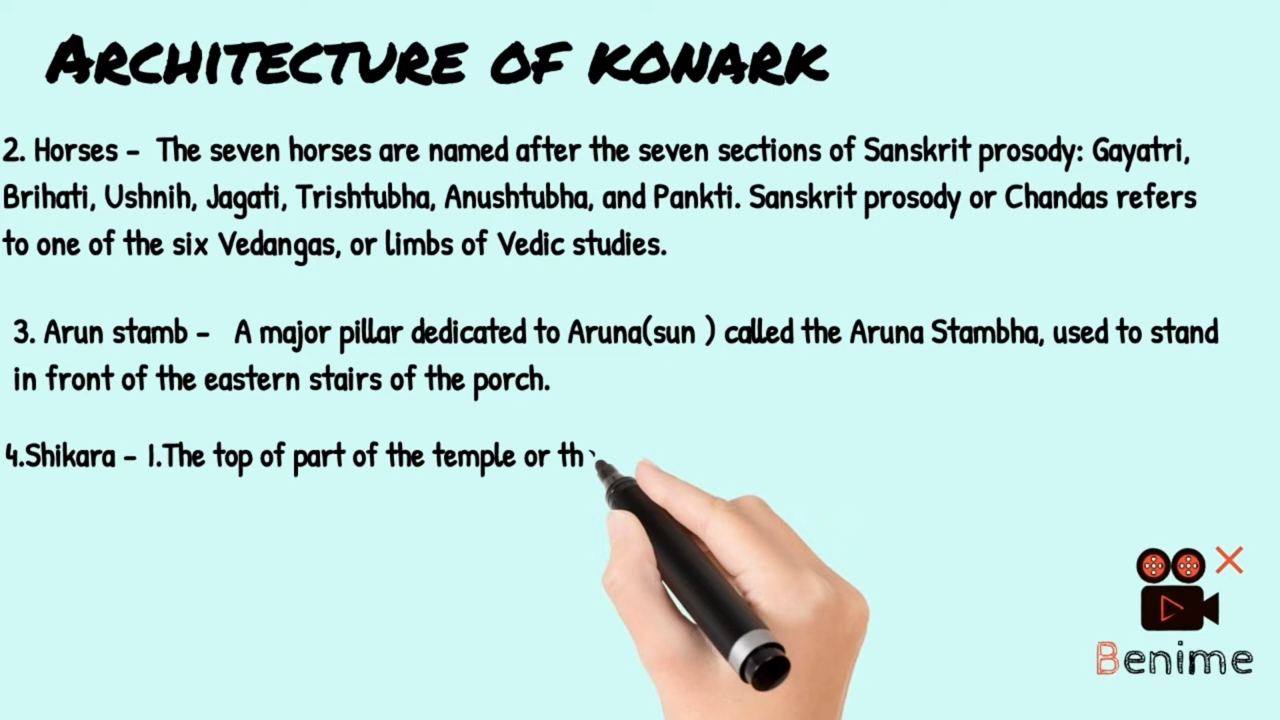 Architecture of konark
2. Horses - The seven horses are named after the seven sections of Sanskrit prosody: Gayatri,
Brihati, Ushnih, Jagati, Trishtubha, Anushtubha, and Pankti. Sanskrit prosody or Chandas refers
to one of the six Vedangas, or limbs of Vedic studies.
3. Arun stamb - A major pillar dedicated to Aruna(sun ) called the Aruna Stambha, used to stand
in front of the eastern stairs of the porch.
4.Shikara - 1.The top of part of the temple or th
Benime